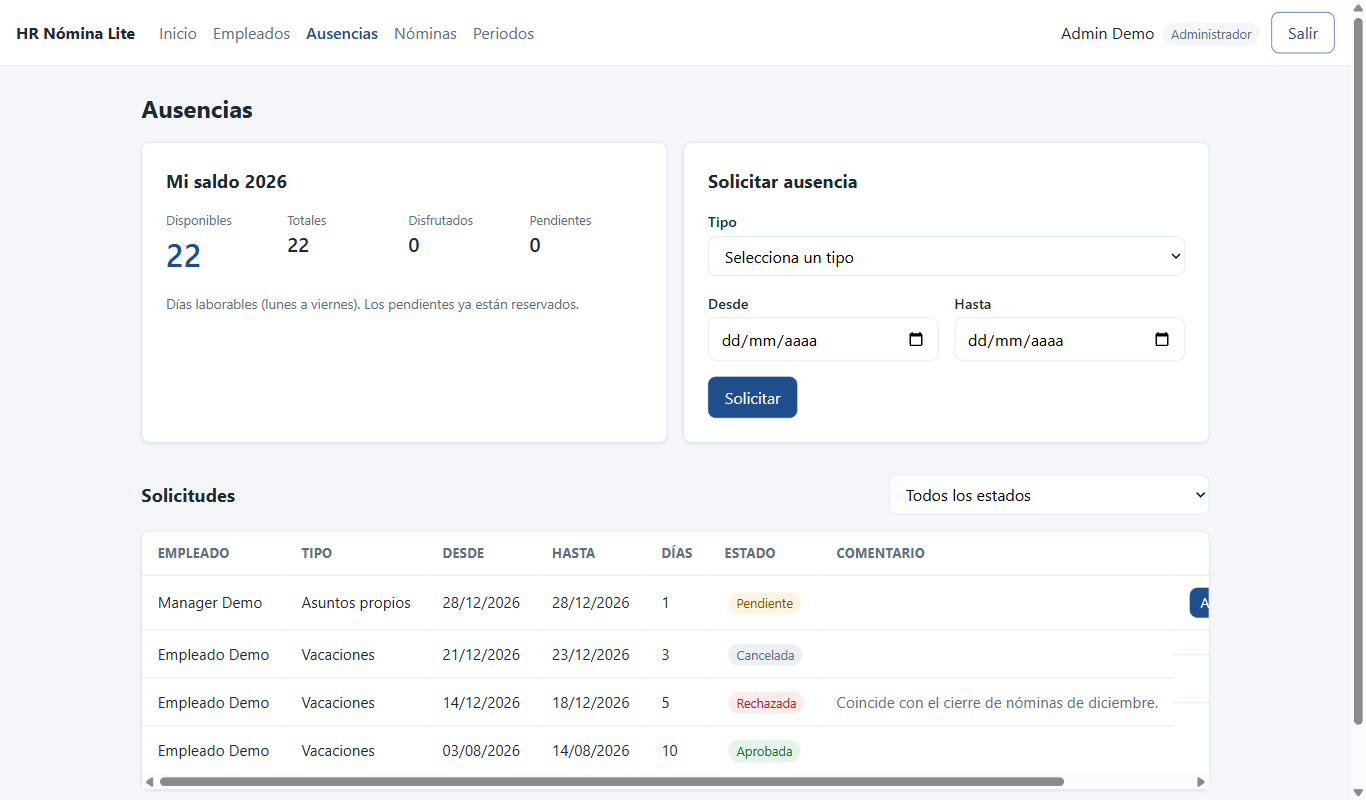 HR Nómina Lite Inicio Empleados Ausencias Nóminas Periodos Admin Demo Administrador Salir
Ausencias
Mi saldo 2026
Disponibles Totales Disfrutados Pendientes
22 22 0 0
Días laborables (lunes a viernes). Los pendientes ya están reservados.
Solicitar ausencia
Tipo
Selecciona un tipo
Desde Hasta
dd/mm/aaaa dd/mm/aaaa
Solicitar
Solicitudes Todos los estados
EMPLEADO TIPO DESDE HASTA DÍAS ESTADO COMENTARIO
Manager Demo Asuntos propios 28/12/2026 28/12/2026 1 Pendiente
Empleado Demo Vacaciones 21/12/2026 23/12/2026 3 Cancelada
Empleado Demo Vacaciones 14/12/2026 18/12/2026 5 Rechazada Coincide con el cierre de nóminas de diciembre.
Empleado Demo Vacaciones 03/08/2026 14/08/2026 10 Aprobada